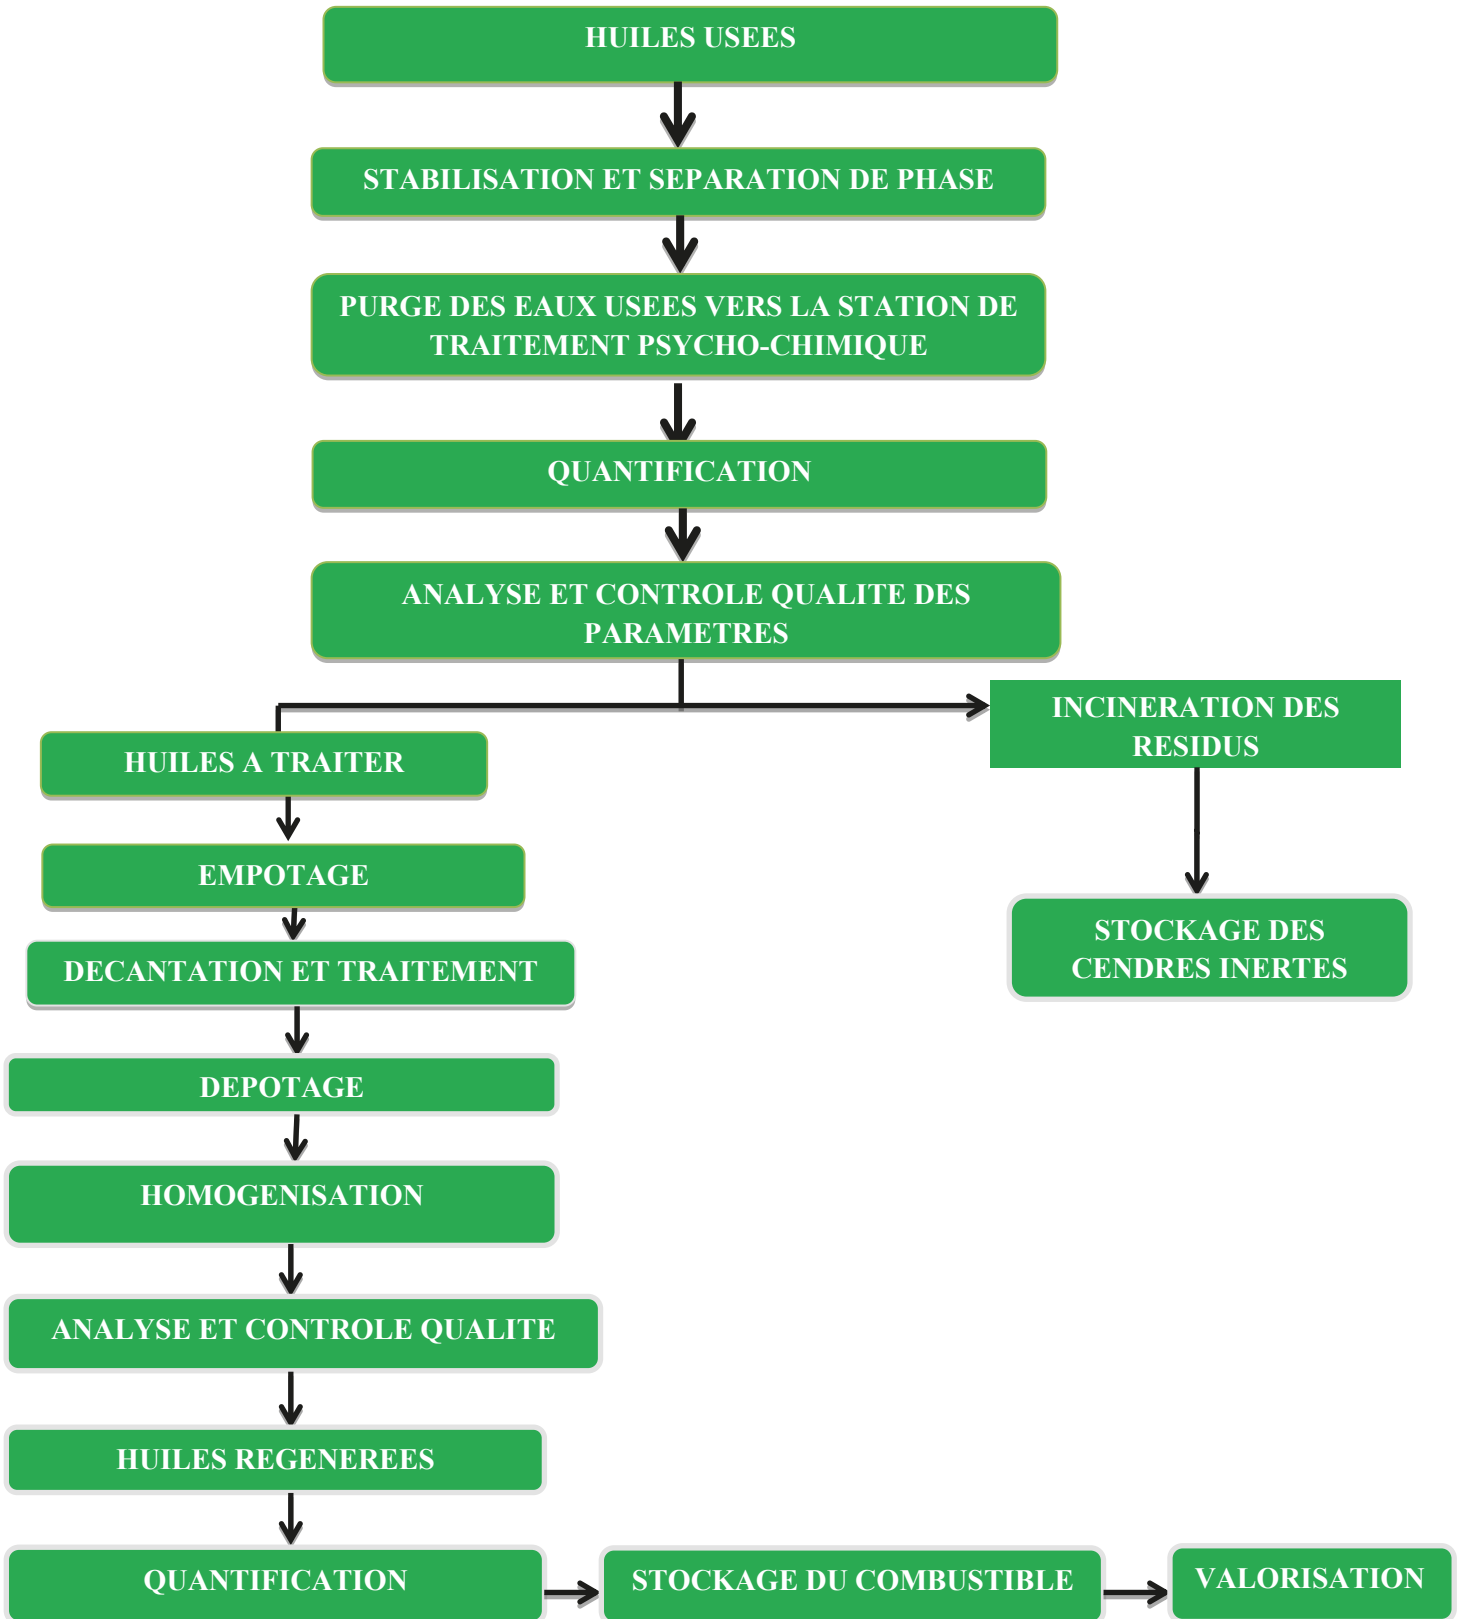 HUILES USEES
STABILISATION ET SEPARATION DE PHASE
PURGE DES EAUX USEES VERS LA STATION DE
TRAITEMENT PSYCHO-CHIMIQUE
QUANTIFICATION
ANALYSE ET CONTROLE QUALITE DES
PARAMETRES
INCINERATION DES
RESIDUS
HUILES A TRAITER
EMPOTAGE
STOCKAGE DES
CENDRES INERTES
DECANTATION ET TRAITEMENT
DEPOTAGE
HOMOGENISATION
ANALYSE ET CONTROLE QUALITE
HUILES REGENEREES
QUANTIFICATION
STOCKAGE DU COMBUSTIBLE
VALORISATION